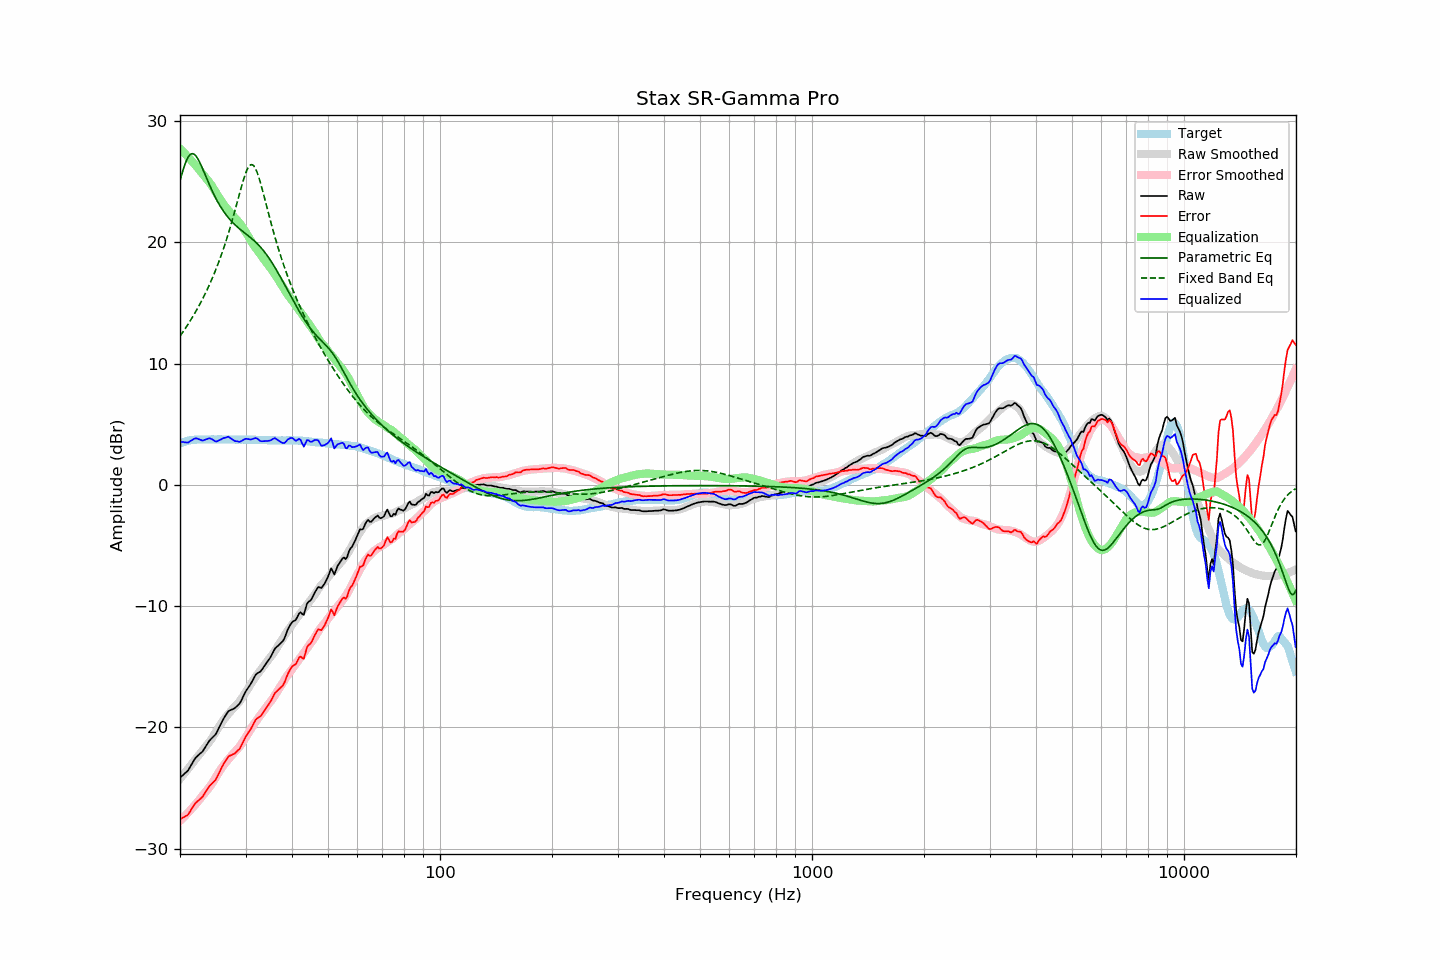 Stax SR-Gamma Pro
30
20
10
0
−10
−20
−30
Amplitude (dBr)
Target
Raw Smoothed
Error Smoothed
Raw
Error
Equalization
Parametric Eq
Fixed Band Eq
Equalized
100
1000
10000
Frequency (Hz)